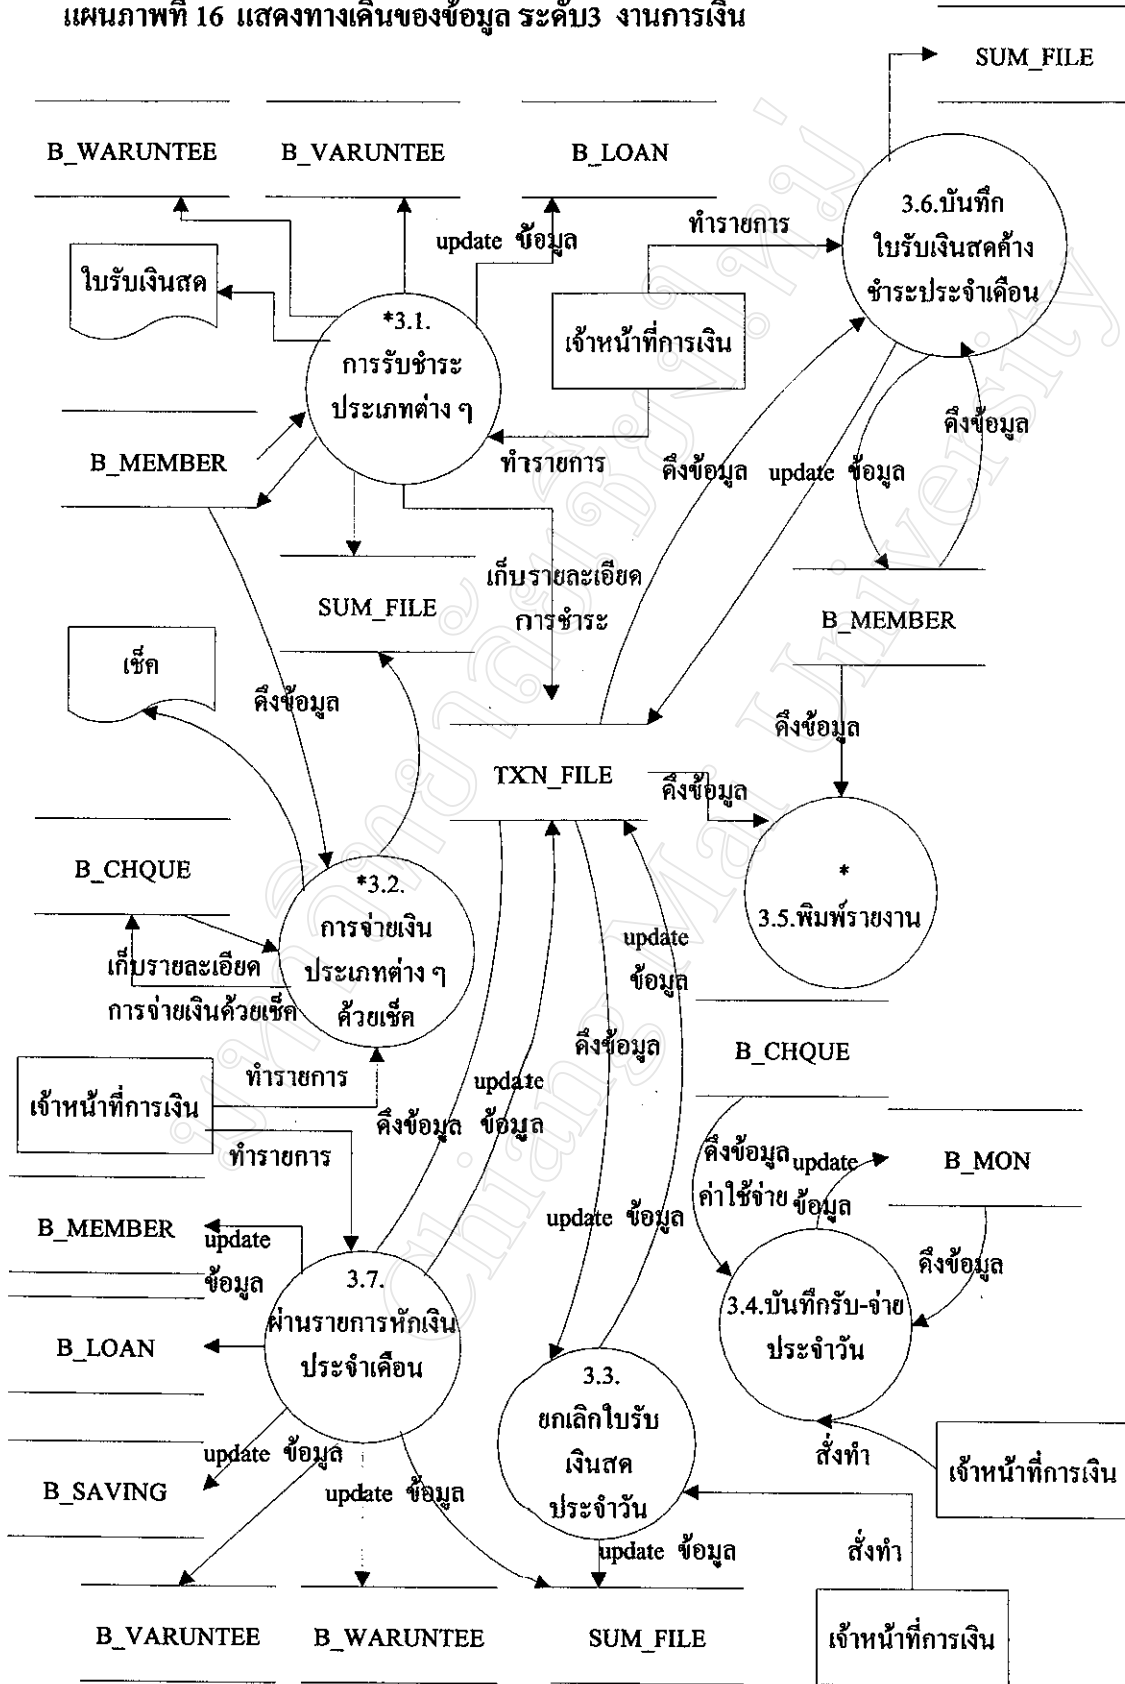 แผนภาพที่ 16 แสดงทางเดินของข้อมูล ระดับ3 งานการเงิน
SUM_FILE
B_WARUNTEE
B_VARUNTEE
B_LOAN
3.6.บันทึก
ใบรับเงินสดค้าง
ชำระประจำเดือน
ทำรายการ
update ข้อมูล
ใบรับเงินสด
*3.1.
การรับชำระ
ประเภทต่าง ๆ
เจ้าหน้าที่การเงิน
ดึงข้อมูล
B_MEMBER
ทำรายการ
ดึงข้อมูล
update ข้อมูล
เก็บรายละเอียด
การชำระ
SUM_FILE
B_MEMBER
เช็ค
ดึงข้อมูล
ดึงข้อมูล
TXN_FILE
ดึงข้อมูล
B_CHQUE
*3.2.
การจ่ายเงิน
ประเภทต่าง ๆ
ด้วยเช็ค
*
3.5.พิมพ์รายงาน
update
ข้อมูล
เก็บรายละเอียด
การจ่ายเงินด้วยเช็ค
ดึงข้อมูล
B_CHQUE
ทำรายการ
เจ้าหน้าที่การเงิน
update
ข้อมูล
ดึงข้อมูล
ทำรายการ
ดึงข้อมูล
ค่าใช้จ่าย
update
ข้อมูล
B_MON
B_MEMBER
update
ข้อมูล
update ข้อมูล
ดึงข้อมูล
3.7.
ผ่านรายการหักเงิน
ประจำเดือน
3.4.บันทึกรับ-จ่าย
ประจำวัน
B_LOAN
3.3.
ยกเลิกใบรับ
เงินสด
ประจำวัน
update ข้อมูล
สั่งทำ
เจ้าหน้าที่การเงิน
B_SAVING
update ข้อมูล
update ข้อมูล
สั่งทำ
B_VARUNTEE
B_WARUNTEE
SUM_FILE
เจ้าหน้าที่การเงิน
มหาวิทยาลัยเชียงใหม่
Chiang Mai University